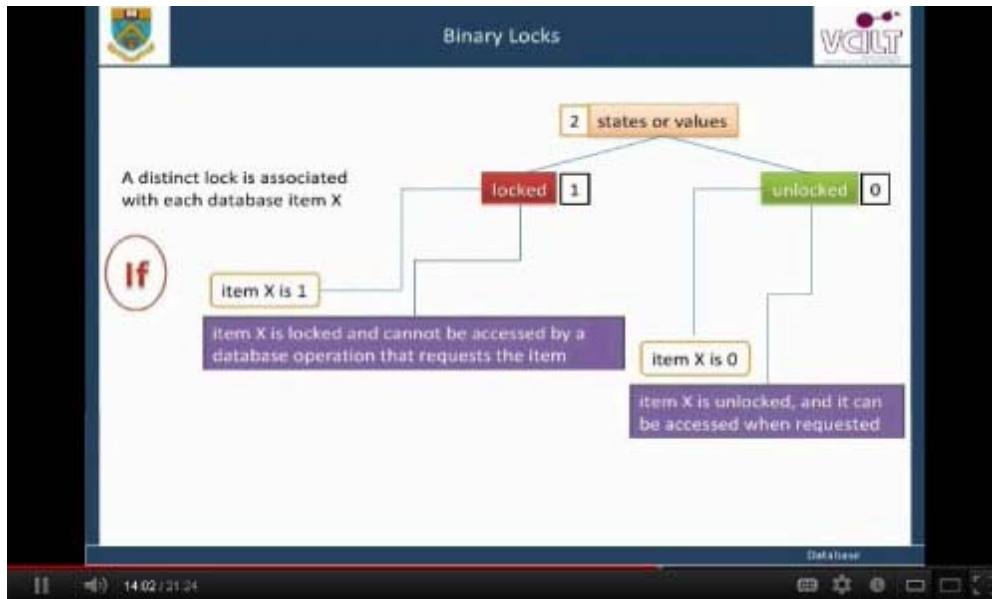 Binary Locks
VCILT
2 states or values
A distinct lock is associated
with each database item X
locked 1
unlocked 0
If
item X is 1
item X is locked and cannot be accessed by a
database operation that requests the item
item X is 0
item X is unlocked, and it can
be accessed when requested
Database
14:02 / 21:24